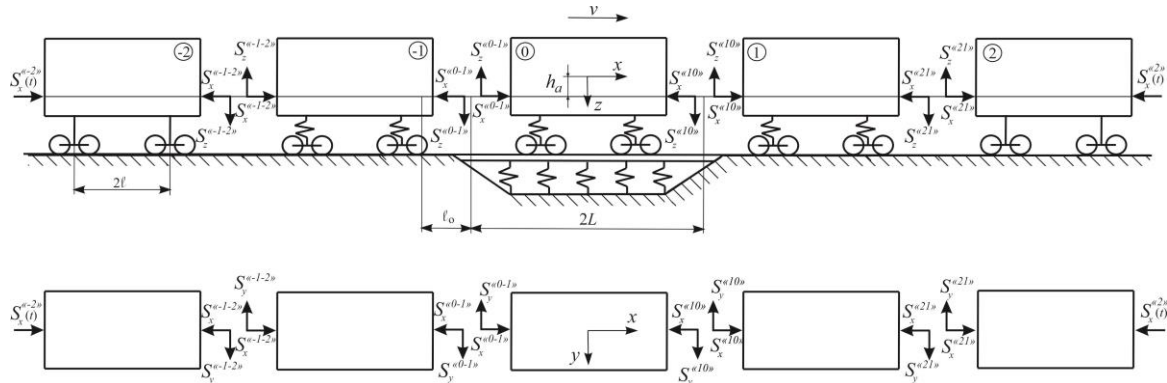 v
-2 -1 0 1 2
S_z^{«-1-2»} S_z^{«0-1»} S_z^{«10»} S_z^{«21»}
S_x^{«-2»}(t) S_x^{«-1-2»} S_x^{«0-1»} h_a x S_x^{«10»} S_x^{«21»} S_x^{«2»}(t)
S_x^{«-1-2»} S_x^{«0-1»} z S_x^{«10»} S_x^{«21»}
S_z^{«-1-2»} S_z^{«0-1»} S_z^{«10»} S_z^{«21»}
2ℓ ℓ_o 2L
S_y^{«-1-2»} S_y^{«0-1»} S_y^{«10»} S_y^{«21»}
S_x^{«-2»}(t) S_x^{«-1-2»} S_x^{«0-1»} x S_x^{«10»} S_x^{«21»} S_x^{«2»}(t)
S_x^{«-1-2»} S_x^{«0-1»} y S_x^{«10»} S_x^{«21»}
S_y^{«-1-2»} S_y^{«0-1»} S_y^{«10»} S_y^{«21»}